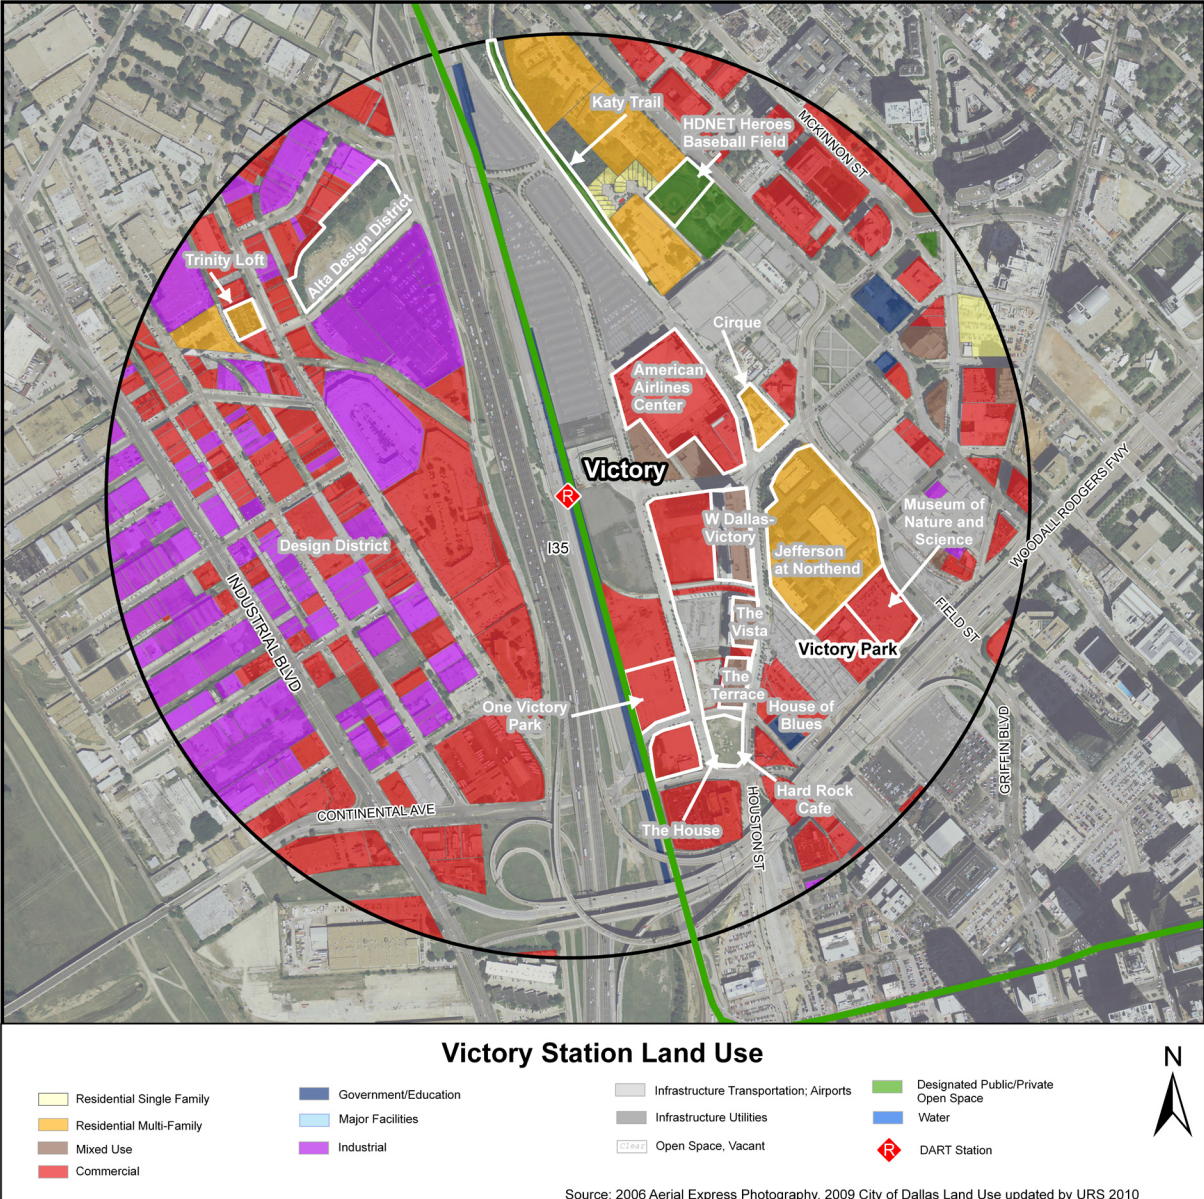 MCKINNON ST
Katy Trail
HDNET Heroes
Baseball Field
Alta Design District
Trinity Loft
Cirque
American
Airlines
Center
Victory
R
WOODALL RODGERS FWY
Museum of
Nature and
Science
W Dallas-
Victory
I35
Design District
Jefferson
at Northend
INDUSTRIAL BLVD
FIELD ST
The
Vista
Victory Park
The
Terrace
One Victory
Park
House of
Blues
GRIFFIN BLVD
Hard Rock
Cafe
HOUSTON ST
CONTINENTAL AVE
The House
Victory Station Land Use
N
Residential Single Family
Residential Multi-Family
Mixed Use
Commercial
Government/Education
Major Facilities
Industrial
Infrastructure Transportation; Airports
Infrastructure Utilities
Clear
Open Space, Vacant
Designated Public/Private
Open Space
Water
R
DART Station
Source: 2006 Aerial Express Photography, 2009 City of Dallas Land Use updated by URS 2010